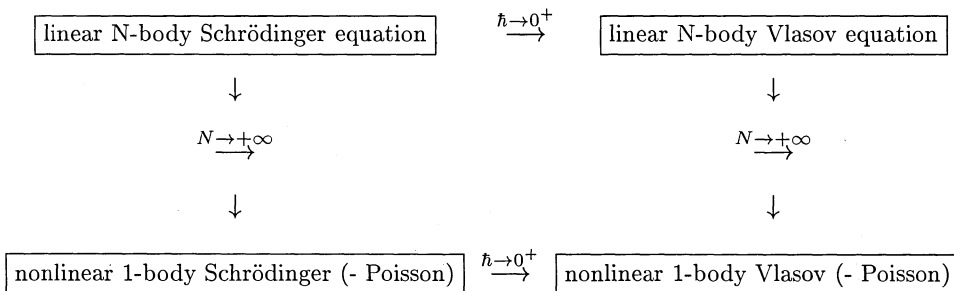 linear N-body Schrödinger equation ℏ→0⁺ ⟶ linear N-body Vlasov equation
↓ ↓
N→+∞ ⟶ N→+∞ ⟶
↓ ↓
nonlinear 1-body Schrödinger (- Poisson) ℏ→0⁺ ⟶ nonlinear 1-body Vlasov (- Poisson)